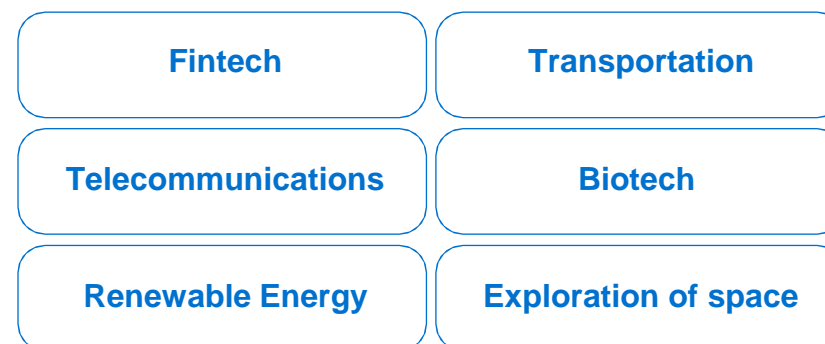 Fintech
Transportation
Telecommunications
Biotech
Renewable Energy
Exploration of space